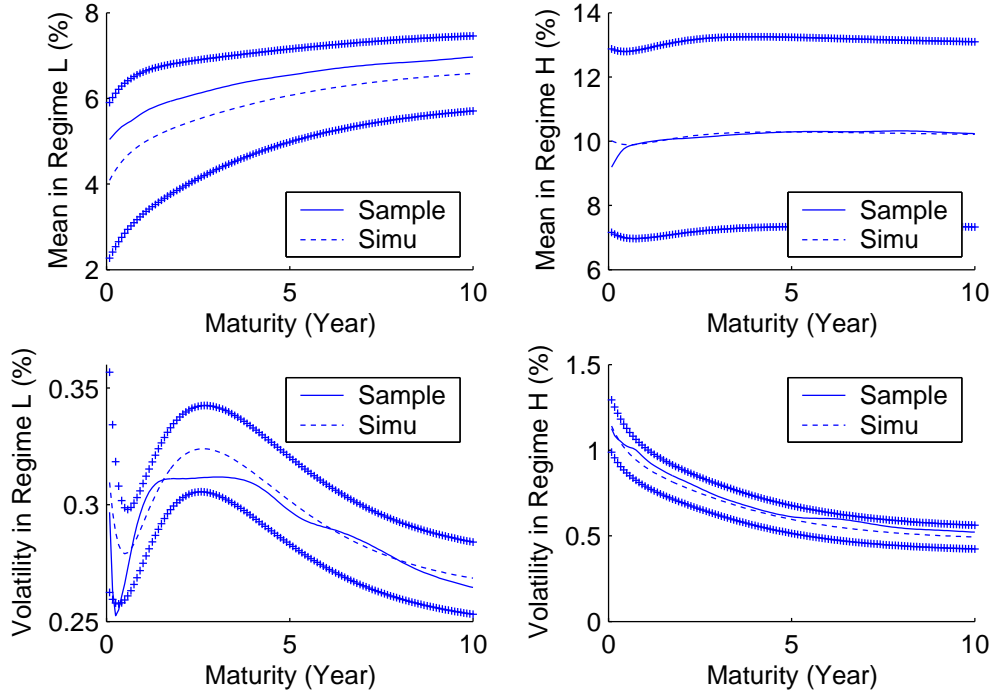 Mean in Regime L (%)
8
6
4
2
0
5
10
Maturity (Year)
Sample
Simu
Mean in Regime H (%)
14
12
10
8
6
0
5
10
Maturity (Year)
Sample
Simu
Volatility in Regime L (%)
0.35
0.3
0.25
0
5
10
Maturity (Year)
Sample
Simu
Volatility in Regime H (%)
1.5
1
0.5
0
0
5
10
Maturity (Year)
Sample
Simu